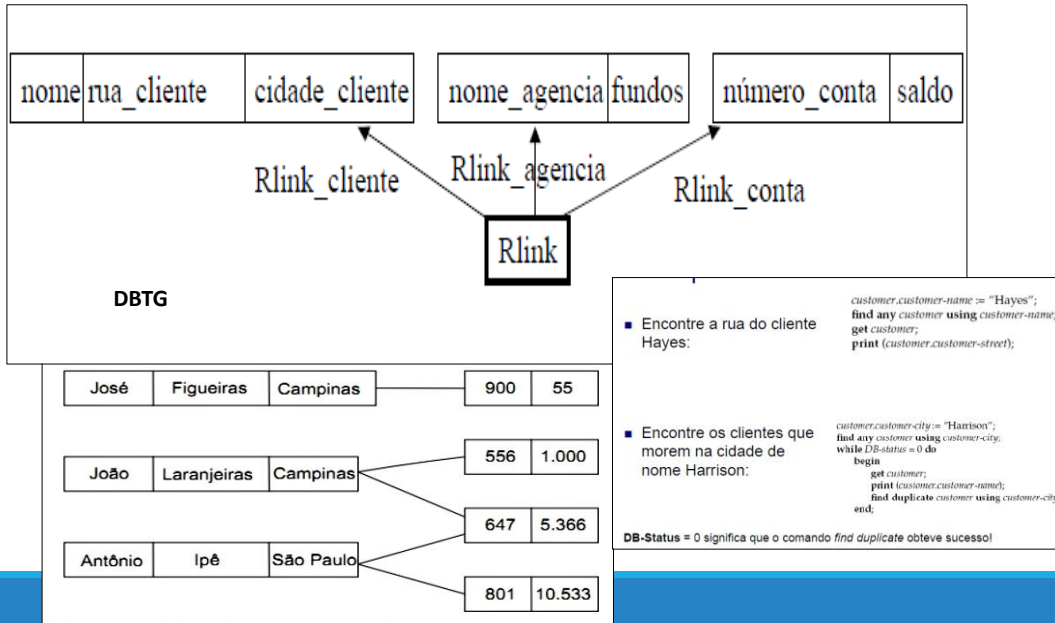 nome rua_cliente cidade_cliente nome_agencia fundos número_conta saldo
Rlink_cliente Rlink_agencia Rlink_conta
Rlink
DBTG
José Figueiras Campinas 900 55
João Laranjeiras Campinas 556 1.000
647 5.366
Antônio Ipê São Paulo
801 10.533
■ Encontre a rua do cliente
Hayes:
customer.customer-name := "Hayes";
find any customer using customer-name;
get customer;
print (customer.customer-street);
■ Encontre os clientes que
morem na cidade de
nome Harrison:
customer.customer-city := "Harrison";
find any customer using customer-city;
while DB-status = 0 do
begin
get customer;
print (customer.customer-name);
find duplicate customer using customer-city
end;
DB-Status = 0 significa que o comando find duplicate obteve sucesso!